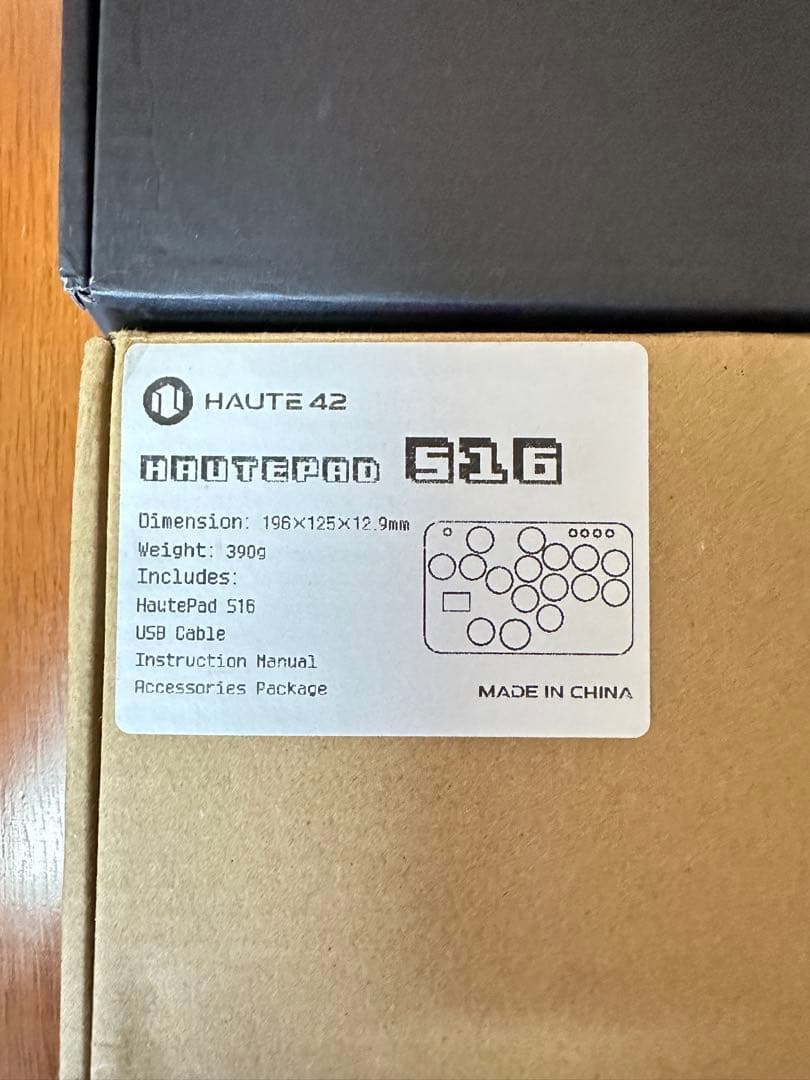 HAUTE 42
HAUTEPAD S16
Dimension: 196×125×12.9mm
Weight: 390g
Includes:
HautePad S16
USB Cable
Instruction Manual
Accessories Package
MADE IN CHINA